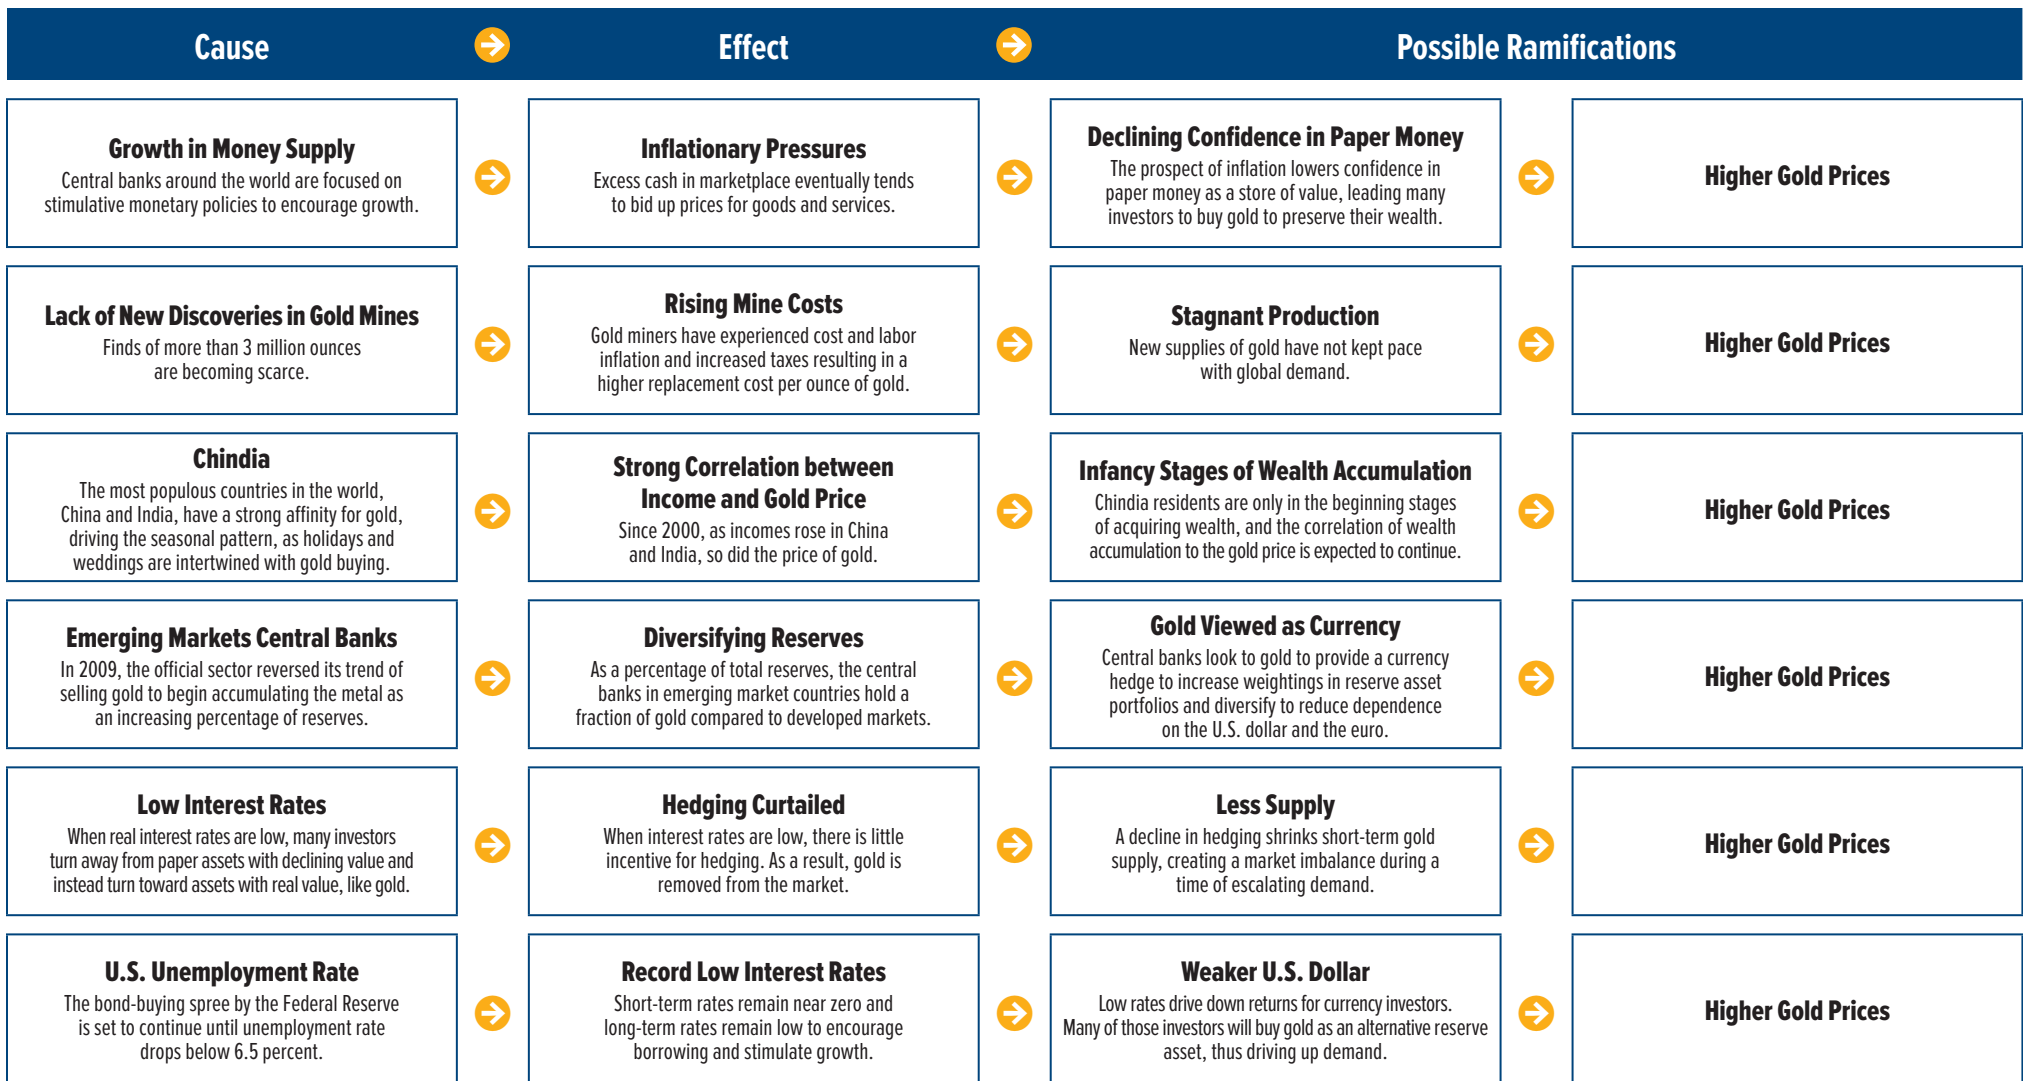 Cause
Effect
Possible Ramifications
Growth in Money Supply
Central banks around the world are focused on
stimulative monetary policies to encourage growth.
Inflationary Pressures
Excess cash in marketplace eventually tends
to bid up prices for goods and services.
Declining Confidence in Paper Money
The prospect of inflation lowers confidence in
paper money as a store of value, leading many
investors to buy gold to preserve their wealth.
Higher Gold Prices
Lack of New Discoveries in Gold Mines
Finds of more than 3 million ounces
are becoming scarce.
Rising Mine Costs
Gold miners have experienced cost and labor
inflation and increased taxes resulting in a
higher replacement cost per ounce of gold.
Stagnant Production
New supplies of gold have not kept pace
with global demand.
Higher Gold Prices
Chindia
The most populous countries in the world,
China and India, have a strong affinity for gold,
driving the seasonal pattern, as holidays and
weddings are intertwined with gold buying.
Strong Correlation between
Income and Gold Price
Since 2000, as incomes rose in China
and India, so did the price of gold.
Infancy Stages of Wealth Accumulation
Chindia residents are only in the beginning stages
of acquiring wealth, and the correlation of wealth
accumulation to the gold price is expected to continue.
Higher Gold Prices
Emerging Markets Central Banks
In 2009, the official sector reversed its trend of
selling gold to begin accumulating the metal as
an increasing percentage of reserves.
Diversifying Reserves
As a percentage of total reserves, the central
banks in emerging market countries hold a
fraction of gold compared to developed markets.
Gold Viewed as Currency
Central banks look to gold to provide a currency
hedge to increase weightings in reserve asset
portfolios and diversify to reduce dependence
on the U.S. dollar and the euro.
Higher Gold Prices
Low Interest Rates
When real interest rates are low, many investors
turn away from paper assets with declining value and
instead turn toward assets with real value, like gold.
Hedging Curtailed
When interest rates are low, there is little
incentive for hedging. As a result, gold is
removed from the market.
Less Supply
A decline in hedging shrinks short-term gold
supply, creating a market imbalance during a
time of escalating demand.
Higher Gold Prices
U.S. Unemployment Rate
The bond-buying spree by the Federal Reserve
is set to continue until unemployment rate
drops below 6.5 percent.
Record Low Interest Rates
Short-term rates remain near zero and
long-term rates remain low to encourage
borrowing and stimulate growth.
Weaker U.S. Dollar
Low rates drive down returns for currency investors.
Many of those investors will buy gold as an alternative reserve
asset, thus driving up demand.
Higher Gold Prices